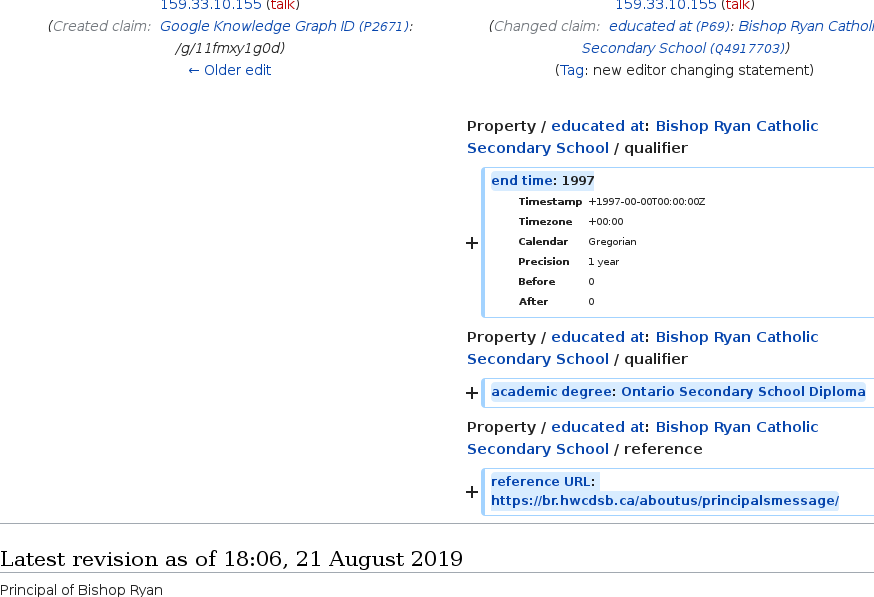 159.33.10.155 (talk)
(Created claim: Google Knowledge Graph ID (P2671):
/g/11fmxy1g0d)
← Older edit
159.33.10.155 (talk)
(Changed claim: educated at (P69): Bishop Ryan Catholi
Secondary School (Q4917703))
(Tag: new editor changing statement)
Property / educated at: Bishop Ryan Catholic
Secondary School / qualifier
+
end time: 1997
Timestamp +1997-00-00T00:00:00Z
Timezone +00:00
Calendar Gregorian
Precision 1 year
Before 0
After 0
Property / educated at: Bishop Ryan Catholic
Secondary School / qualifier
+ academic degree: Ontario Secondary School Diploma
Property / educated at: Bishop Ryan Catholic
Secondary School / reference
+
reference URL:
https://br.hwcdsb.ca/aboutus/principalsmessage/
Latest revision as of 18:06, 21 August 2019
Principal of Bishop Ryan